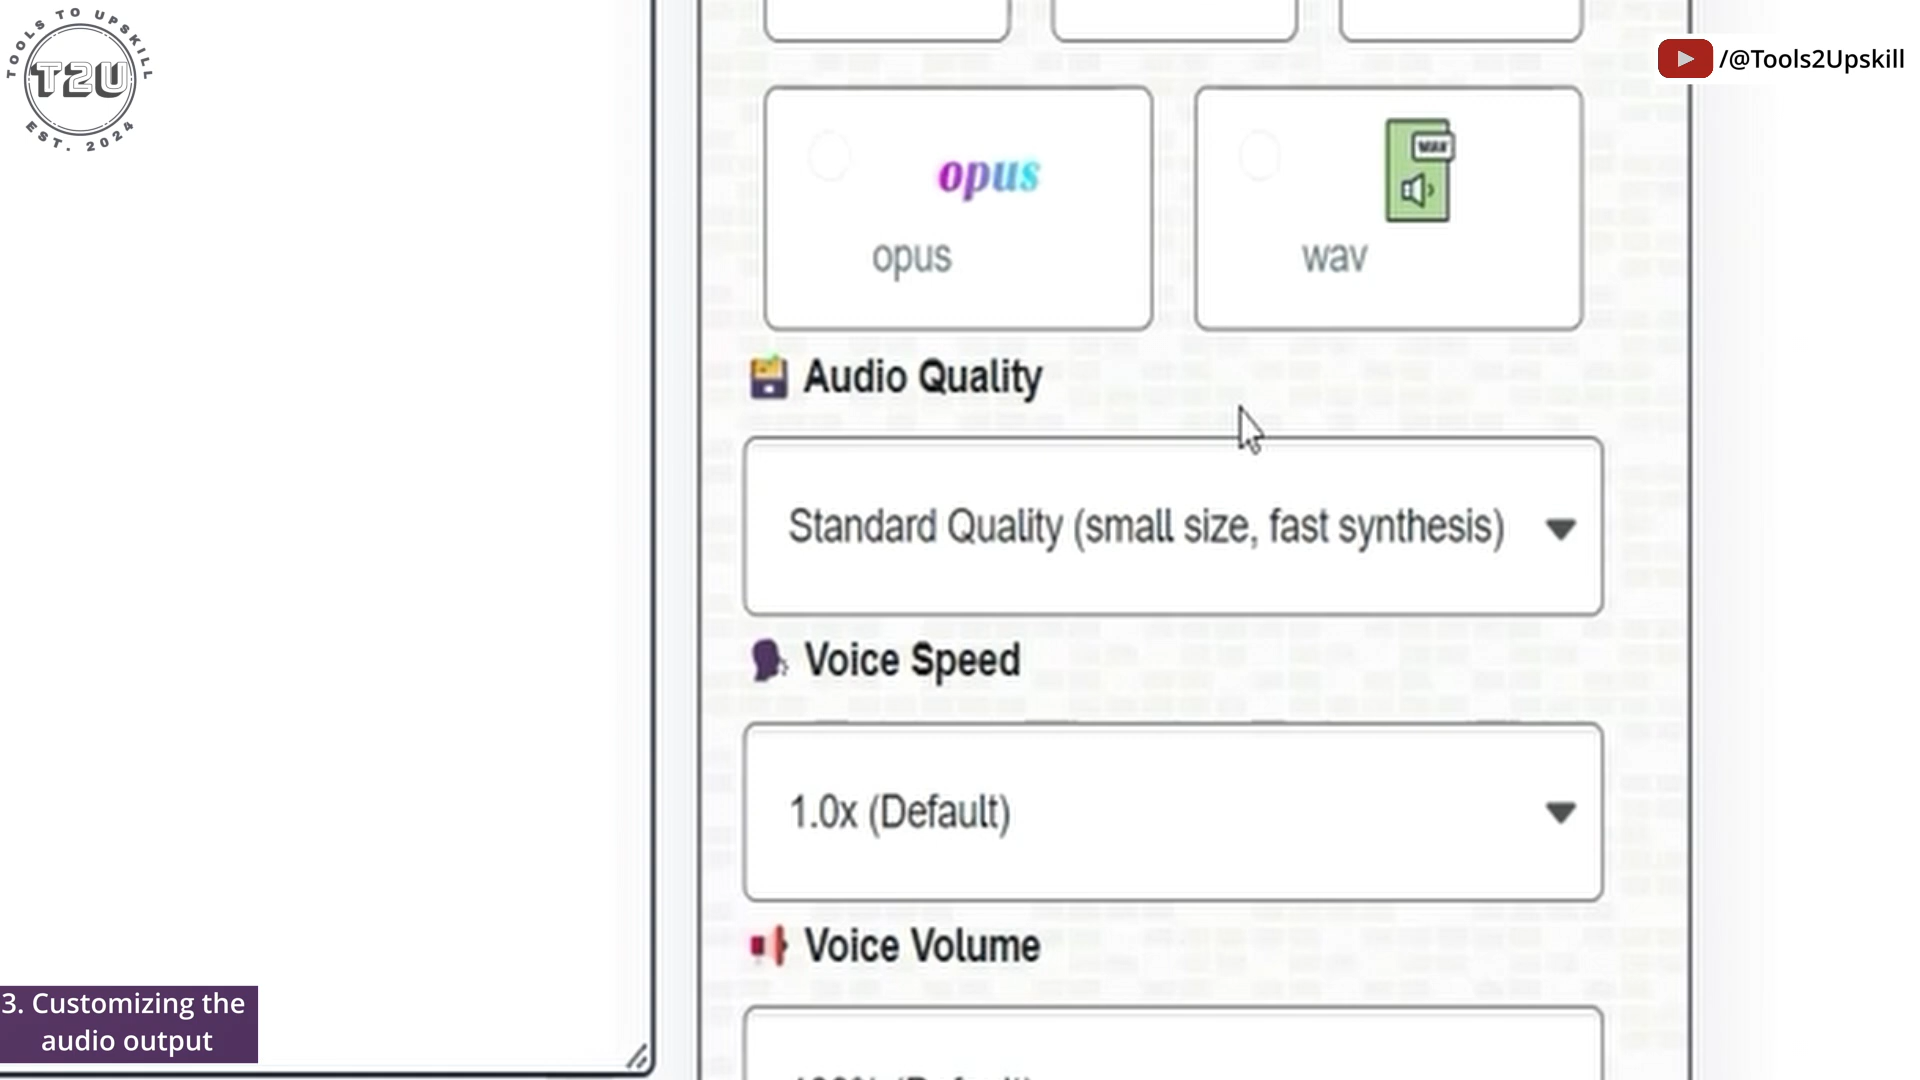 TOOLS TO UPSKILL
T2U
EST. 2024
/@Tools2Upskill
opus
WAV
opus
wav
Audio Quality
Standard Quality (small size, fast synthesis)
Voice Speed
1.0x (Default)
Voice Volume
3. Customizing the
audio output